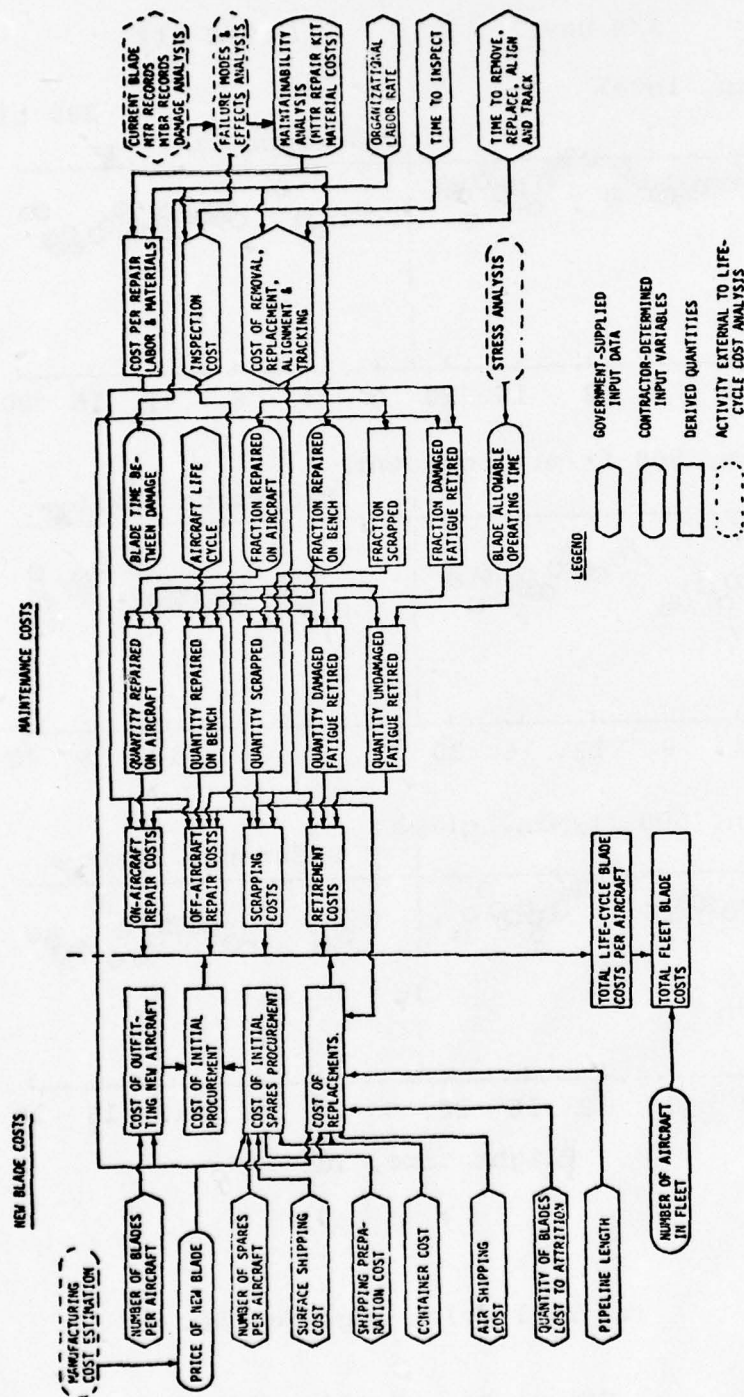 NEW BLADE COSTS
MANUFACTURING
COST ESTIMATION
NUMBER OF BLADES
PER AIRCRAFT
PRICE OF NEW BLADE
NUMBER OF SPARES
PER AIRCRAFT
SURFACE SHIPPING
COST
SHIPPING PREPA-
RATION COST
CONTAINER COST
AIR SHIPPING
COST
QUANTITY OF BLADES
LOST TO ATTRITION
PIPELINE LENGTH
NUMBER OF AIRCRAFT
IN FLEET
COST OF OUTFIT-
TING NEW AIRCRAFT
COST OF INITIAL
PROCUREMENT
COST OF INITIAL
SPARES PROCUREMENT
COST OF
REPLACEMENTS
TOTAL LIFE-CYCLE BLADE
COSTS PER AIRCRAFT
TOTAL FLEET BLADE
COSTS
MAINTENANCE COSTS
ON-AIRCRAFT
REPAIR COSTS
OFF-AIRCRAFT
REPAIR COSTS
SCRAPPING
COSTS
RETIREMENT
COSTS
QUANTITY REPAIRED
ON AIRCRAFT
QUANTITY REPAIRED
ON BENCH
QUANTITY SCRAPPED
QUANTITY DAMAGED
FATIGUE RETIRED
QUANTITY UNDAMAGED
FATIGUE RETIRED
BLADE TIME BE-
TWEEN DAMAGE
AIRCRAFT LIFE
CYCLE
FRACTION REPAIRED
ON AIRCRAFT
FRACTION REPAIRED
ON BENCH
FRACTION
SCRAPPED
FRACTION DAMAGED
FATIGUE RETIRED
BLADE ALLOWABLE
OPERATING TIME
COST PER REPAIR
LABOR & MATERIALS
INSPECTION
COST
COST OF REMOVAL,
REPLACEMENT,
ALIGNMENT &
TRACKING
STRESS ANALYSIS
CURRENT BLADE
MTR RECORDS
MTBR RECORDS
DAMAGE ANALYSIS
FAILURE MODES &
EFFECTS ANALYSIS
MAINTAINABILITY
ANALYSIS
(MTTR REPAIR KIT
MATERIAL COSTS)
ORGANIZATIONAL
LABOR RATE
TIME TO INSPECT
TIME TO REMOVE,
REPLACE, ALIGN
AND TRACK
LEGEND
GOVERNMENT-SUPPLIED
INPUT DATA
CONTRACTOR-DETERMINED
INPUT VARIABLES
DERIVED QUANTITIES
ACTIVITY EXTERNAL TO LIFE-
CYCLE COST ANALYSIS